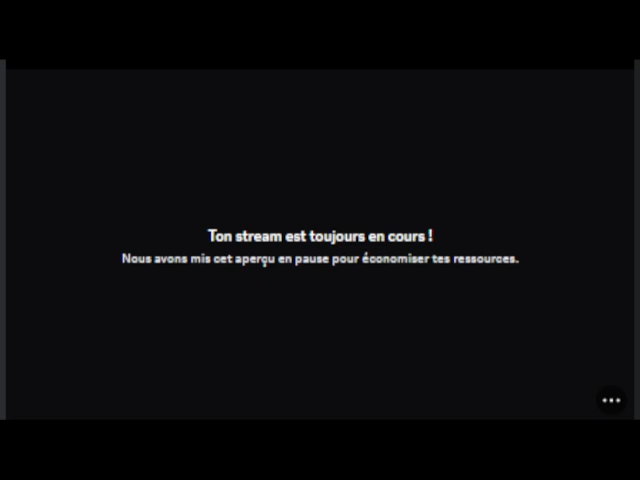 Ton stream est toujours en cours !
Nous avons mis cet aperçu en pause pour économiser tes ressources.